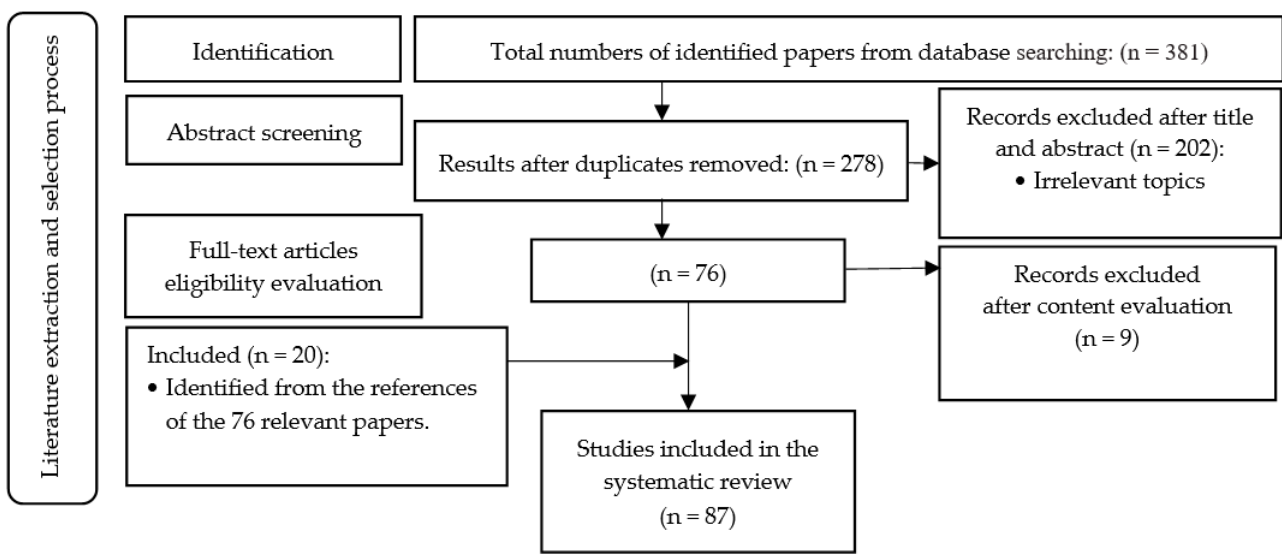 Literature extraction and selection process
Identification
Total numbers of identified papers from database searching: (n = 381)
Abstract screening
Results after duplicates removed: (n = 278)
Records excluded after title
and abstract (n = 202):
• Irrelevant topics
Full-text articles
eligibility evaluation
(n = 76)
Records excluded
after content evaluation
(n = 9)
Included (n = 20):
• Identified from the references
of the 76 relevant papers.
Studies included in the
systematic review
(n = 87)